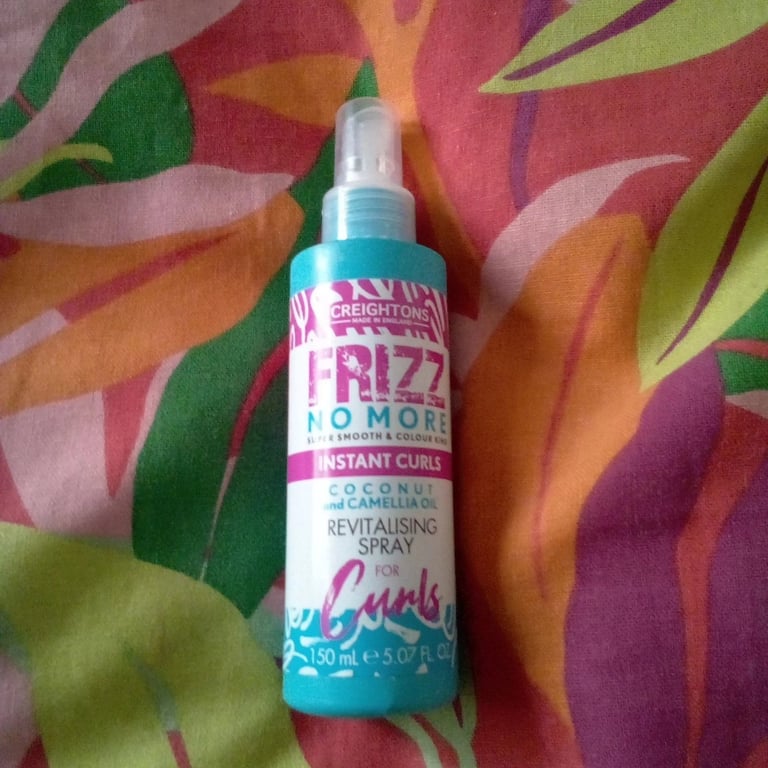 CREIGHTONS
MADE IN ENGLAND
FRIZZ
NO MORE
SUPER SMOOTH & COLOUR KIND
INSTANT CURLS
COCONUT
and CAMELLIA OIL
REVITALISING
SPRAY
FOR
Curls
150 mL e 5.07 FL OZ